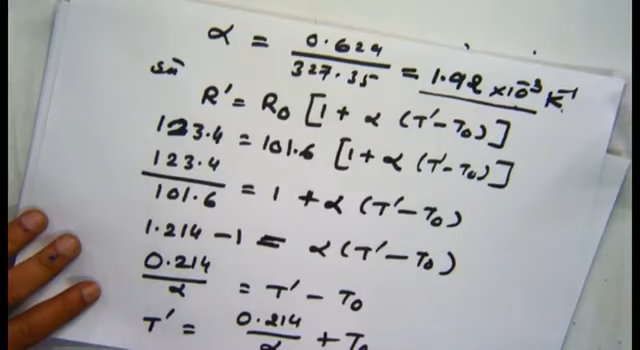 α = 0.624 / 327.35 = 1.92 × 10⁻³ K⁻¹
R' = R₀ [1 + α (T' - T₀)]
123.4 = 101.6 [1 + α (T' - T₀)]
123.4 / 101.6 = 1 + α (T' - T₀)
1.214 - 1 = α (T' - T₀)
0.214 / α = T' - T₀
T' = 0.214 / α + T₀